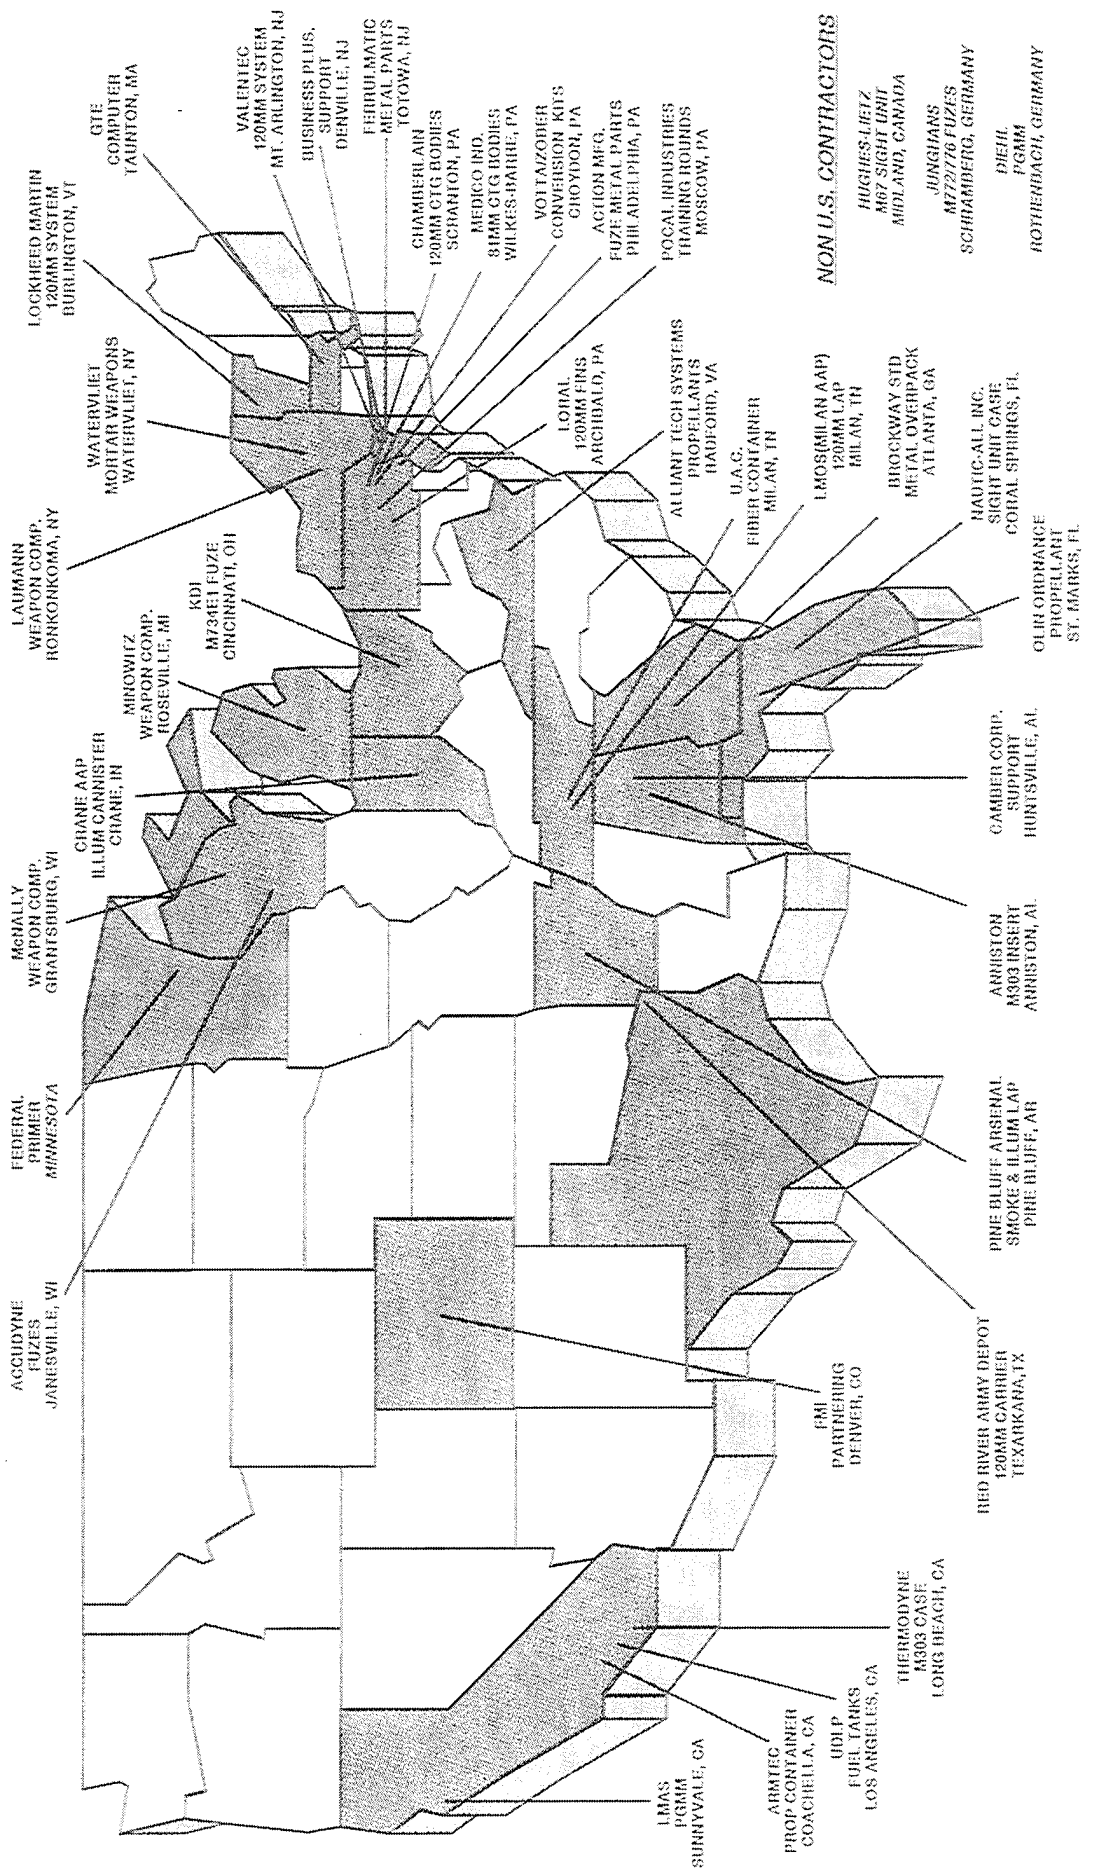 ACCUDYNE
FUZES
JANESVILLE, WI
FEDERAL
PRIMER
MINNESOTA
McNALLY
WEAPON COMP.
GRANTSBURG, WI
CRANE AAP
ILLUM CANNISTER
CRANE, IN
MINOWITZ
WEAPON COMP.
ROSEVILLE, MI
KDI
M734E1 FUZE
CINCINNATI, OH
LAUMANN
WEAPON COMP.
RONKONKOMA, NY
WATERVLIET
MORTAR WEAPONS
WATERVLIET, NY
LOCKHEED MARTIN
120MM SYSTEM
BURLINGTON, VT
GTE
COMPUTER
TAUNTON, MA
VALENTEC
120MM SYSTEM
MT. ARLINGTON, NJ
BUSINESS PLUS.
SUPPORT
DENVILLE, NJ
FERRULMATIC
METAL PARTS
TOTOWA, NJ
CHAMBERLAIN
120MM CTG BODIES
SCRANTON, PA
MEDICO IND.
81MM CTG BODIES
WILKES-BARRE, PA
VOTTAIZOBER
CONVERSION KITS
CROYDON, PA
ACTION MFG.
FUZE METAL PARTS
PHILADELPHIA, PA
POCAL INDUSTRIES
TRAINING ROUNDS
MOSCOW, PA
LORAL
120MM FINS
ARCHBALD, PA
ALLIANT TECH SYSTEMS
PROPELLANTS
RADFORD, VA
U.A.C.
FIBER CONTAINER
MILAN, TN
LMOS(MILAN AAP)
120MM LAP
MILAN, TN
BROCKWAY STD
METAL OVERPACK
ATLANTA, GA
NAUTIC-ALL INC.
SIGHT UNIT CASE
CORAL SPRINGS, FL
OLIN ORDNANCE
PROPELLANT
ST. MARKS, FL
CAMBER CORP.
SUPPORT
HUNTSVILLE, AL
ANNISTON
M303 INSERT
ANNISTON, AL
PINE BLUFF ARSENAL
SMOKE & ILLUM LAP
PINE BLUFF, AR
RED RIVER ARMY DEPOT
120MM CARRIER
TEXARKANA,TX
FMI
PARTNERING
DENVER, CO
THERMODYNE
M303 CASE
LONG BEACH, CA
UDLP
FUEL TANKS
LOS ANGELES, CA
ARMTEC
PROP CONTAINER
COACHELLA, CA
LMAS
PGMM
SUNNYVALE, CA
NON U.S. CONTRACTORS
HUGHES-LIETZ
M67 SIGHT UNIT
MIDLAND, CANADA
JUNGHANS
M772/776 FUZES
SCHRAMBERG, GERMANY
DIEHL
PGMM
ROTHENBACH, GERMANY